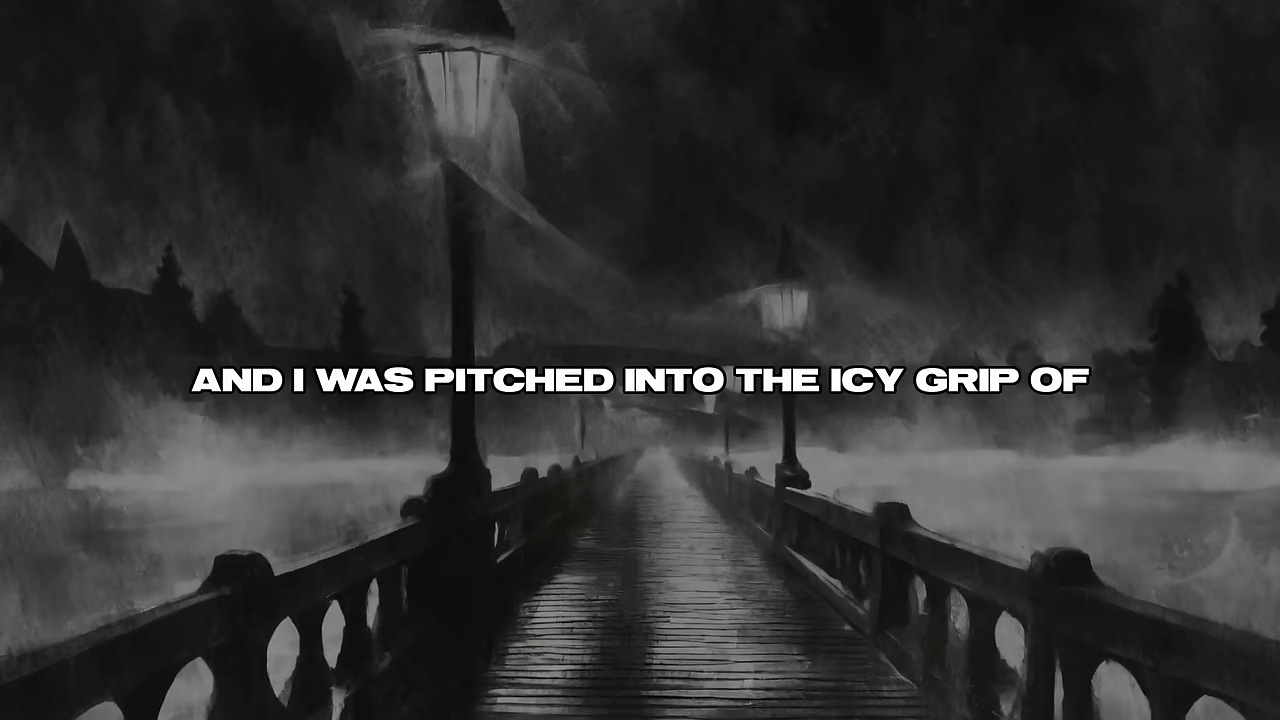 AND I WAS PITCHED INTO THE ICY GRIP OF